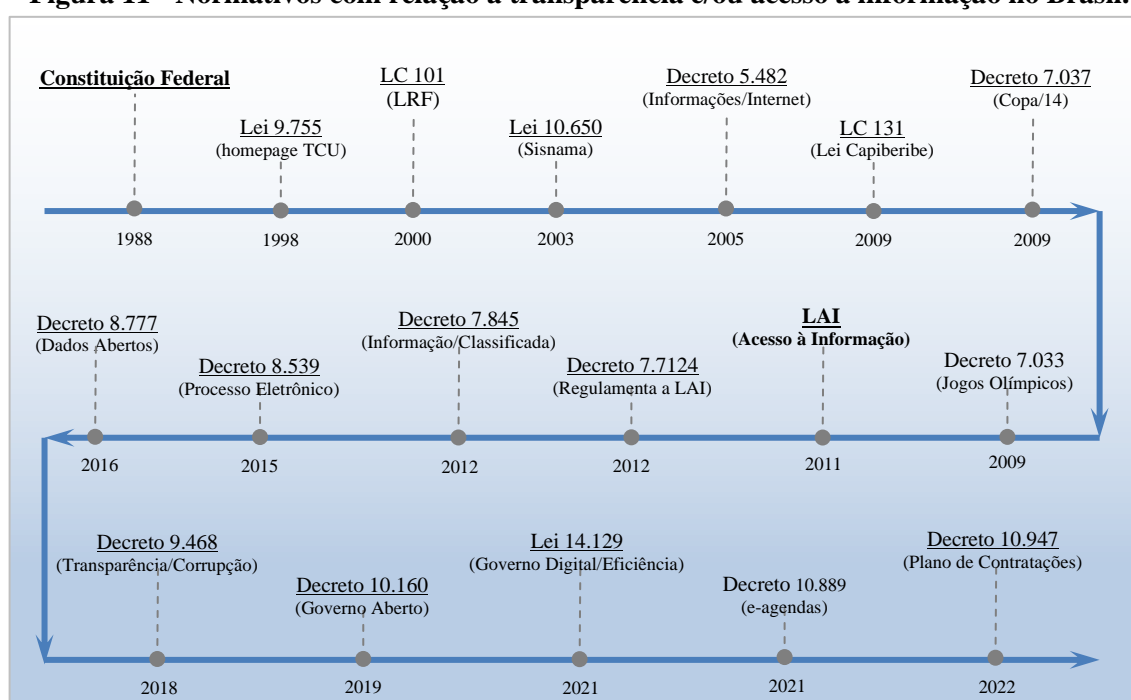 Figura 11 - Normativos com relação à transparência e/ou acesso à informação no Brasil.
Constituição Federal
Lei 9.755
(homepage TCU)
LC 101
(LRF)
Lei 10.650
(Sisnama)
Decreto 5.482
(Informações/Internet)
LC 131
(Lei Capiberibe)
Decreto 7.037
(Copa/14)
1988
1998
2000
2003
2005
2009
2009
Decreto 8.777
(Dados Abertos)
Decreto 8.539
(Processo Eletrônico)
Decreto 7.845
(Informação/Classificada)
Decreto 7.7124
(Regulamenta a LAI)
LAI
(Acesso à Informação)
Decreto 7.033
(Jogos Olímpicos)
2016
2015
2012
2012
2011
2009
Decreto 9.468
(Transparência/Corrupção)
Decreto 10.160
(Governo Aberto)
Lei 14.129
(Governo Digital/Eficiência)
Decreto 10.889
(e-agendas)
Decreto 10.947
(Plano de Contratações)
2018
2019
2021
2021
2022